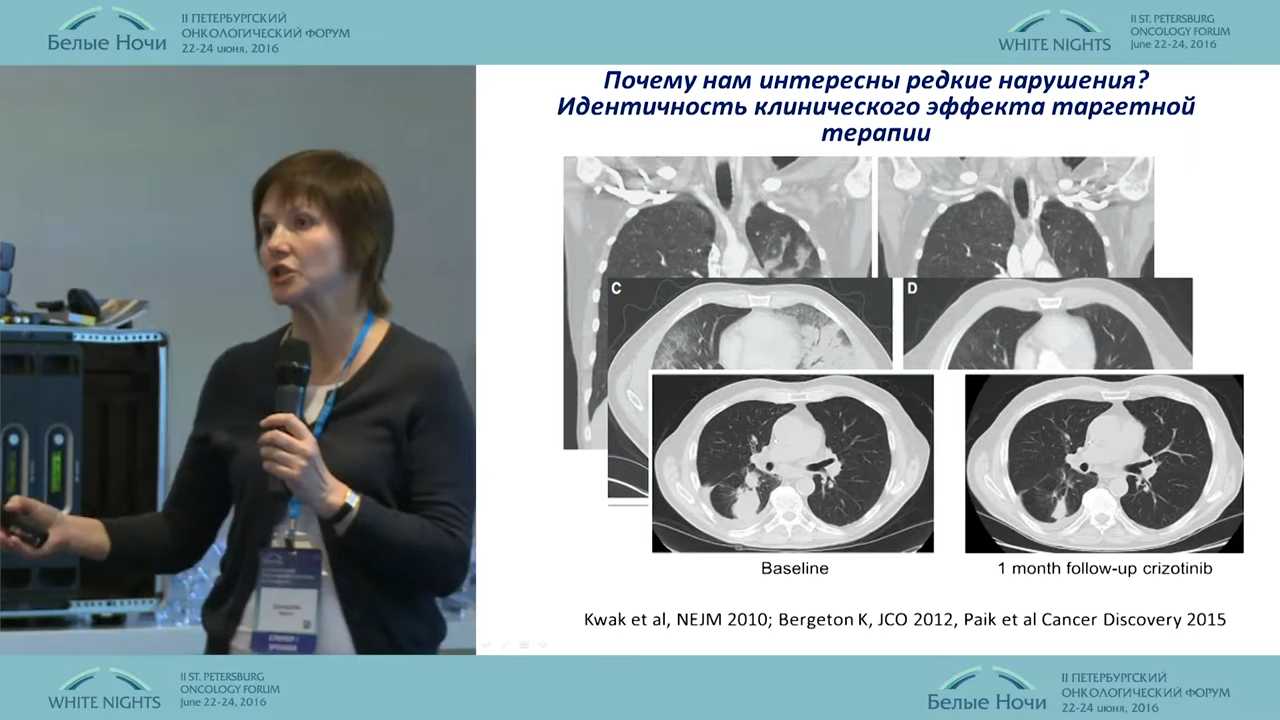 II ПЕТЕРБУРГСКИЙ
ОНКОЛОГИЧЕСКИЙ ФОРУМ
Белые Ночи
22-24 июня, 2016
WHITE NIGHTS
II ST. PETERSBURG
ONCOLOGY FORUM
June 22-24, 2016
Почему нам интересны редкие нарушения?
Идентичность клинического эффекта таргетной
терапии
C
D
Baseline
1 month follow-up crizotinib
Kwak et al, NEJM 2010; Bergeton K, JCO 2012, Paik et al Cancer Discovery 2015
WHITE NIGHTS
II ST. PETERSBURG
ONCOLOGY FORUM
June 22-24, 2016
Белые Ночи
II ПЕТЕРБУРГСКИЙ
ОНКОЛОГИЧЕСКИЙ ФОРУМ
22-24 июня, 2016